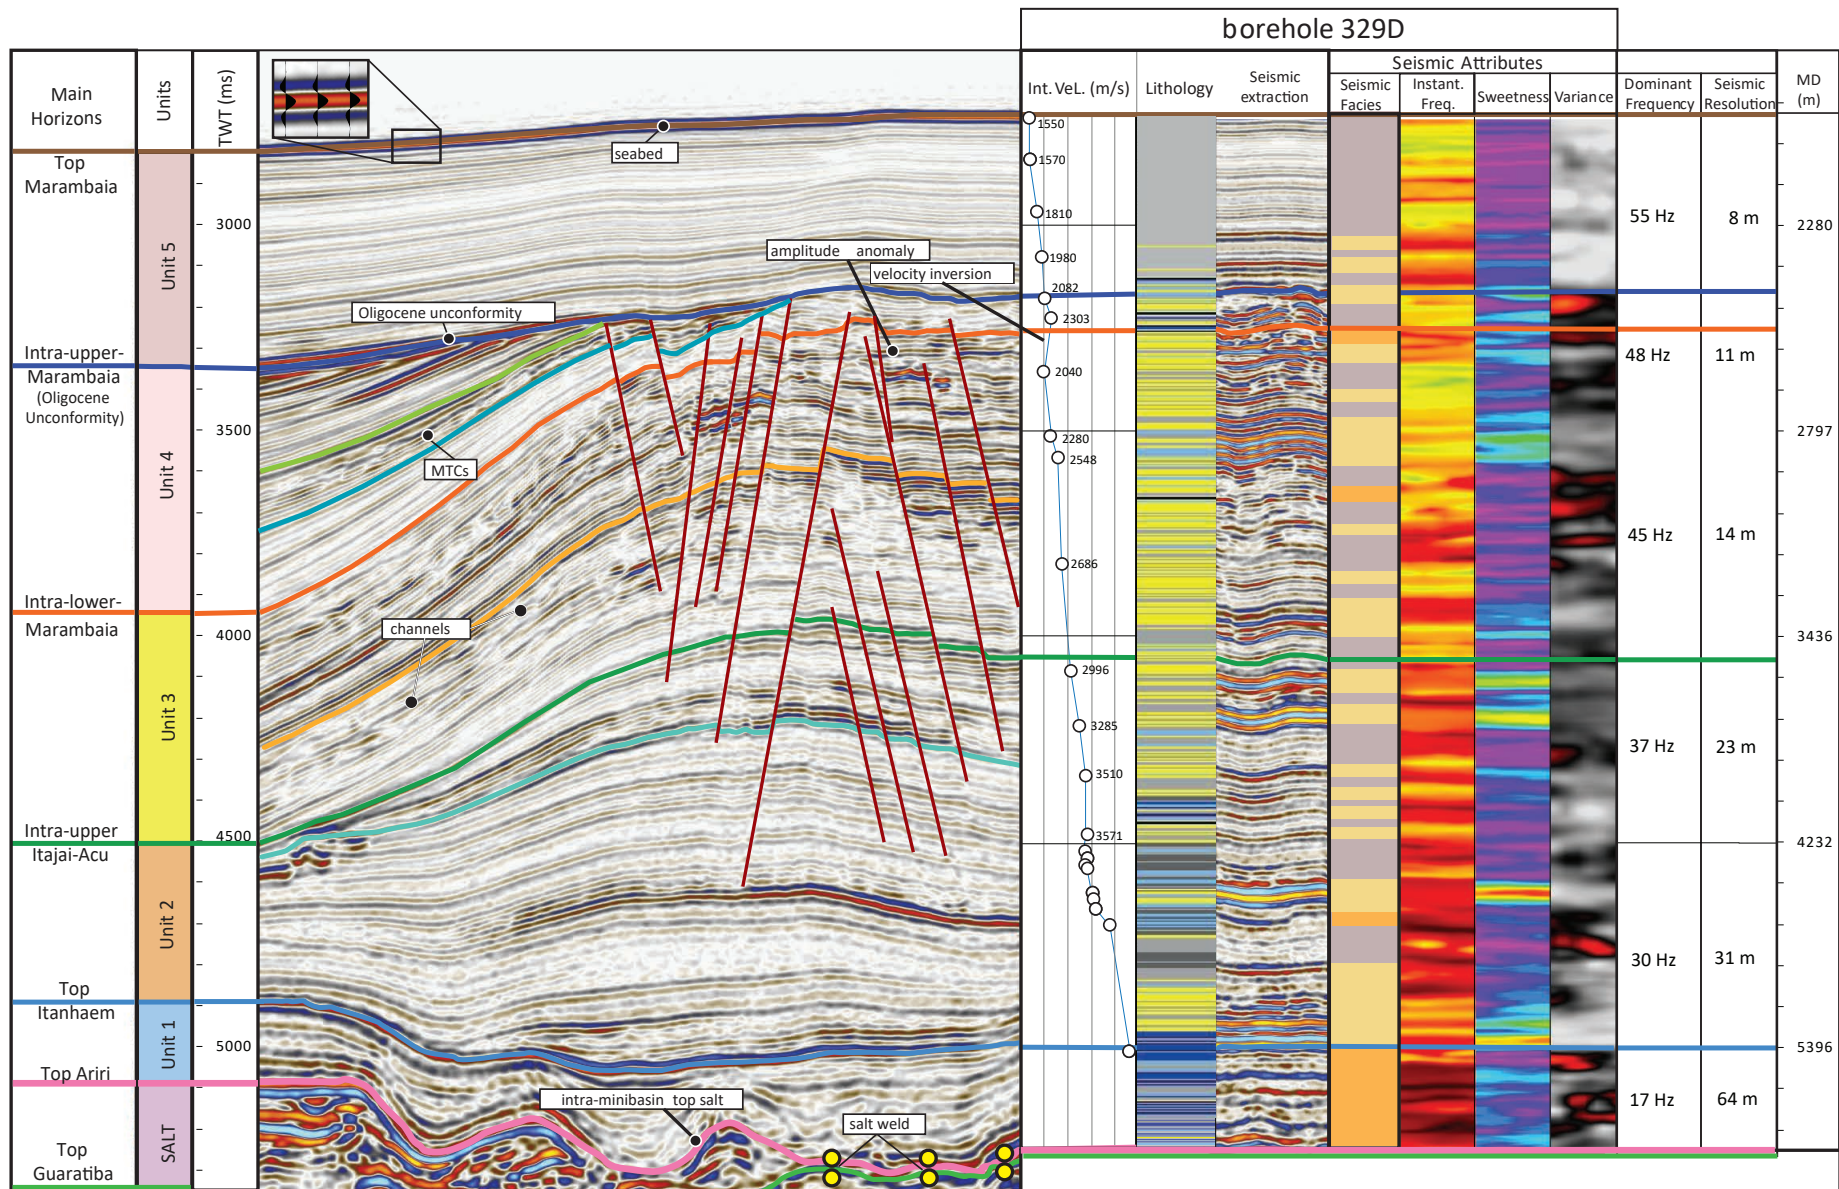 borehole 329D
Main
Horizons
Units
TWT (ms)
Int. VeL. (m/s)
Lithology
Seismic
extraction
Seismic Attributes
Seismic
Facies
Instant.
Freq.
Sweetness
Variance
Dominant
Frequency
Seismic
Resolution
MD
(m)
Top
Marambaia
Intra-upper-
Marambaia
(Oligocene
Unconformity)
Intra-lower-
Marambaia
Intra-upper
Itajai-Acu
Top
Itanhaem
Top Ariri
Top
Guaratiba
Unit 5
Unit 4
Unit 3
Unit 2
Unit 1
SALT
3000
3500
4000
4500
5000
seabed
amplitude anomaly
velocity inversion
Oligocene unconformity
MTCs
channels
intra-minibasin top salt
salt weld
1550
1570
1810
1980
2082
2303
2040
2280
2548
2686
2996
3285
3510
3571
55 Hz
8 m
48 Hz
11 m
45 Hz
14 m
37 Hz
23 m
30 Hz
31 m
17 Hz
64 m
2280
2797
3436
4232
5396